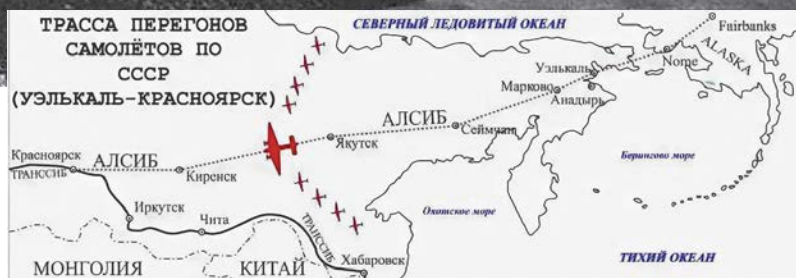 ТРАССА ПЕРЕГОНОВ
САМОЛЁТОВ ПО
СССР
(УЭЛЬКАЛЬ-КРАСНОЯРСК)
СЕВЕРНЫЙ ЛЕДОВИТЫЙ ОКЕАН
Fairbanks
ALASKA
Nome
Уэлькаль
Марково
Анадырь
АЛСИБ
Сеймчан
Якутск
Берингово море
Красноярск
АЛСИБ
ТРАНССИБ
Киренск
Охотское море
Иркутск
Чита
ТРАНССИБ
Хабаровск
МОНГОЛИЯ
КИТАЙ
ТИХИЙ ОКЕАН